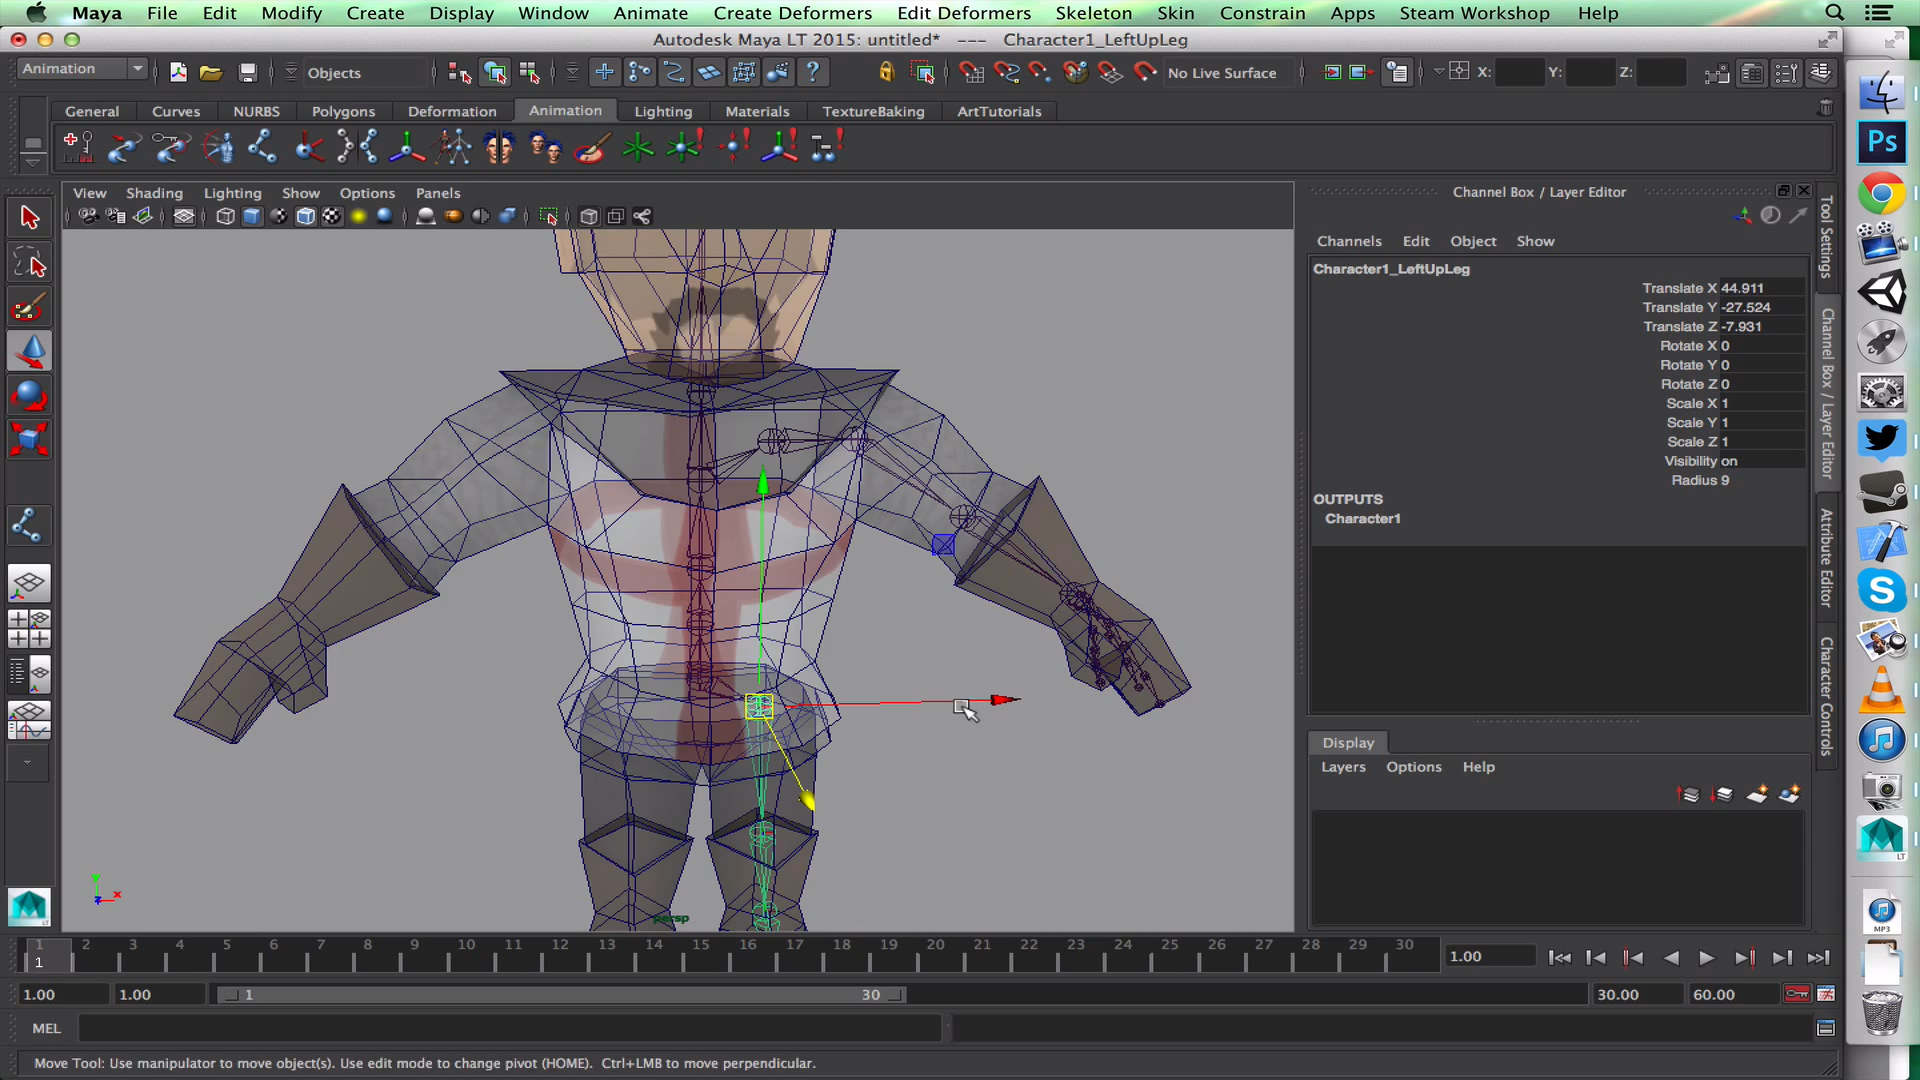 Maya File Edit Modify Create Display Window Animate Create Deformers Edit Deformers Skeleton Skin Constrain Apps Steam Workshop Help
Autodesk Maya LT 2015: untitled* --- Character1_LeftUpLeg
Animation Objects ? No Live Surface X: Y: Z:
General Curves NURBS Polygons Deformation Animation Lighting Materials TextureBaking ArtTutorials
View Shading Lighting Show Options Panels
Channel Box / Layer Editor
Channels Edit Object Show
Character1_LeftUpLeg
Translate X 44.911
Translate Y -27.524
Translate Z -7.931
Rotate X 0
Rotate Y 0
Rotate Z 0
Scale X 1
Scale Y 1
Scale Z 1
Visibility on
Radius 9
OUTPUTS
Character1
Tool Settings
Channel Box / Layer Editor
Attribute Editor
Character Controls
Display
Layers Options Help
persp
y
x
z
Ps
S
LT
MP3
LT
1 2 3 4 5 6 7 8 9 10 11 12 13 14 15 16 17 18 19 20 21 22 23 24 25 26 27 28 29 30
1
1.00
1.00 1.00 1 30 30.00 60.00
MEL
Move Tool: Use manipulator to move object(s). Use edit mode to change pivot (HOME). Ctrl+LMB to move perpendicular.